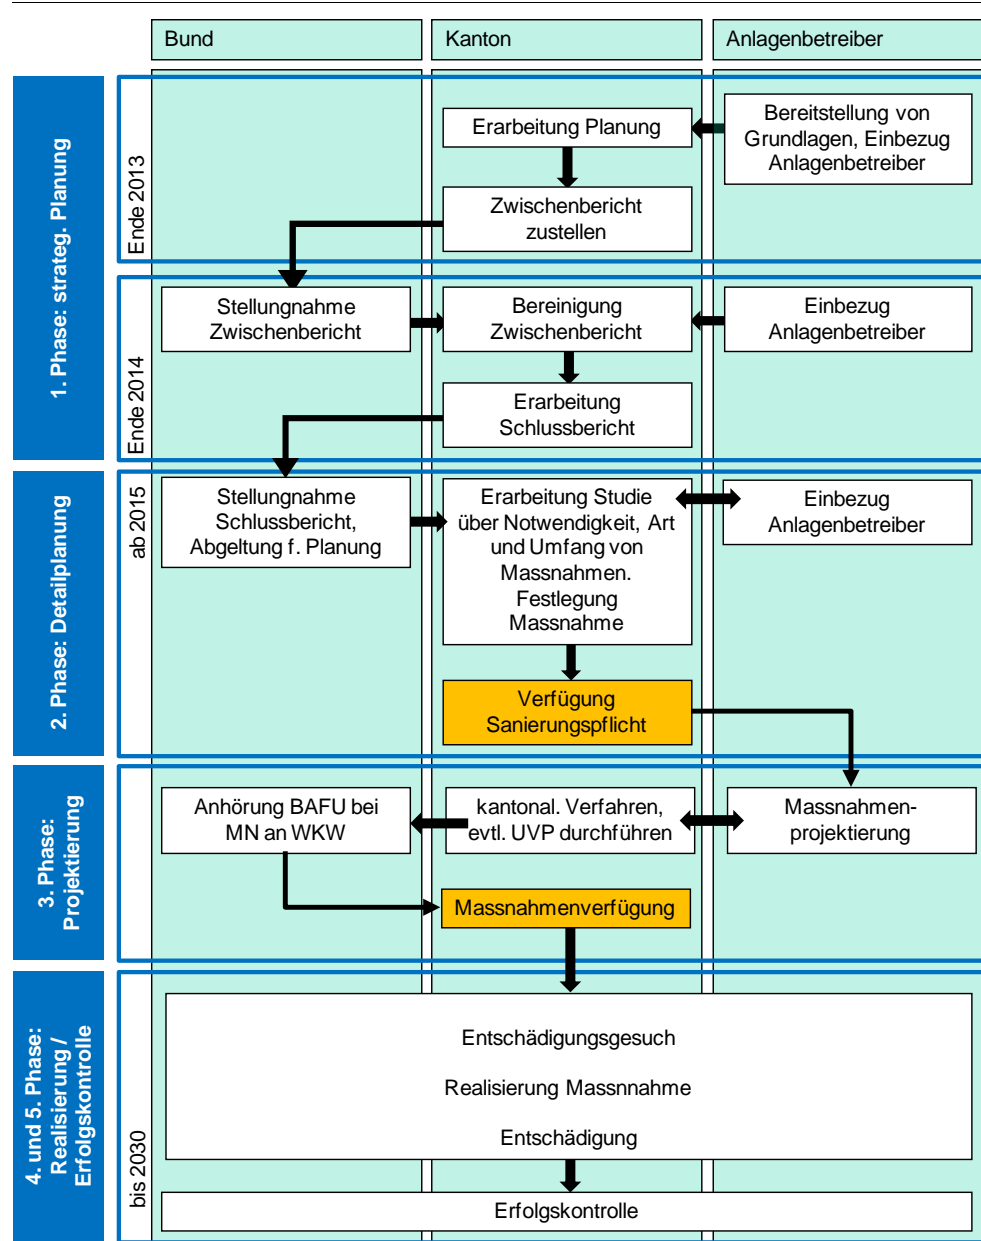 Bund
Kanton
Anlagenbetreiber
1. Phase: strateg. Planung
Ende 2013
Erarbeitung Planung
Bereitstellung von
Grundlagen, Einbezug
Anlagenbetreiber
Zwischenbericht
zustellen
Ende 2014
Stellungnahme
Zwischenbericht
Bereinigung
Zwischenbericht
Einbezug
Anlagenbetreiber
Erarbeitung
Schlussbericht
2. Phase: Detailplanung
ab 2015
Stellungnahme
Schlussbericht,
Abgeltung f. Planung
Erarbeitung Studie
über Notwendigkeit, Art
und Umfang von
Massnahmen.
Festlegung
Massnahme
Einbezug
Anlagenbetreiber
Verfügung
Sanierungspflicht
3. Phase:
Projektierung
Anhörung BAFU bei
MN an WKW
kantonal. Verfahren,
evtl. UVP durchführen
Massnahmen-
projektierung
Massnahmenverfügung
4. und 5. Phase:
Realisierung /
Erfolgskontrolle
bis 2030
Entschädigungsgesuch
Realisierung Massnnahme
Entschädigung
Erfolgskontrolle